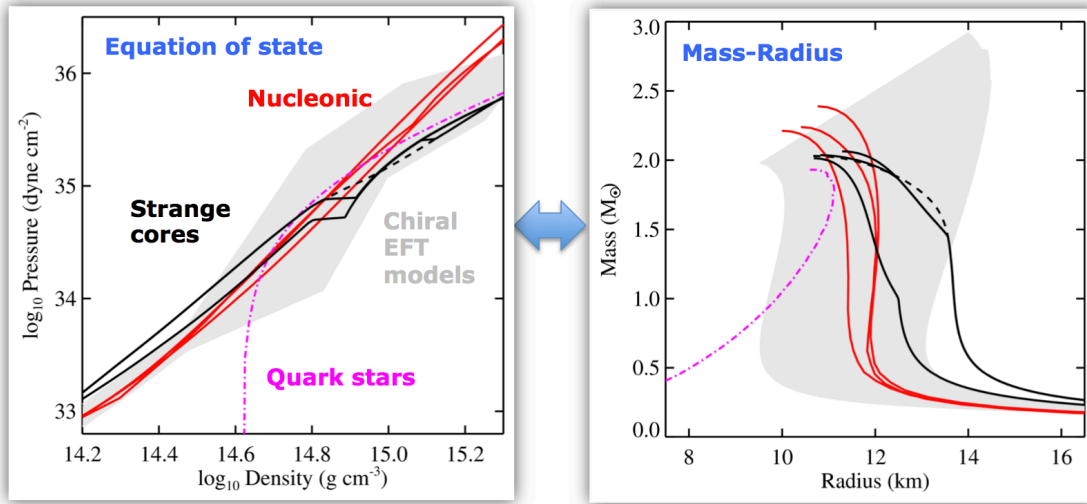 Equation of state
Nucleonic
Strange
cores
Chiral
EFT
models
Quark stars
log₁₀ Pressure (dyne cm⁻²)
36
35
34
33
14.2
14.4
14.6
14.8
15.0
15.2
log₁₀ Density (g cm⁻³)
Mass-Radius
Mass (M☉)
3.0
2.5
2.0
1.5
1.0
0.5
0.0
8
10
12
14
16
Radius (km)